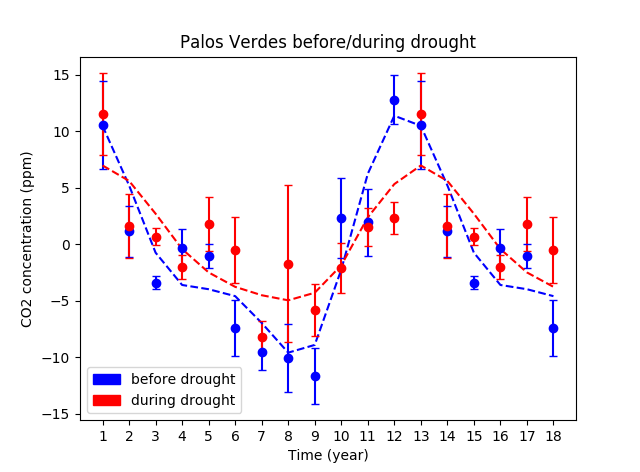 Palos Verdes before/during drought
CO2 concentration (ppm)
15
10
5
0
−5
−10
−15
before drought
during drought
1 2 3 4 5 6 7 8 9 10 11 12 13 14 15 16 17 18
Time (year)